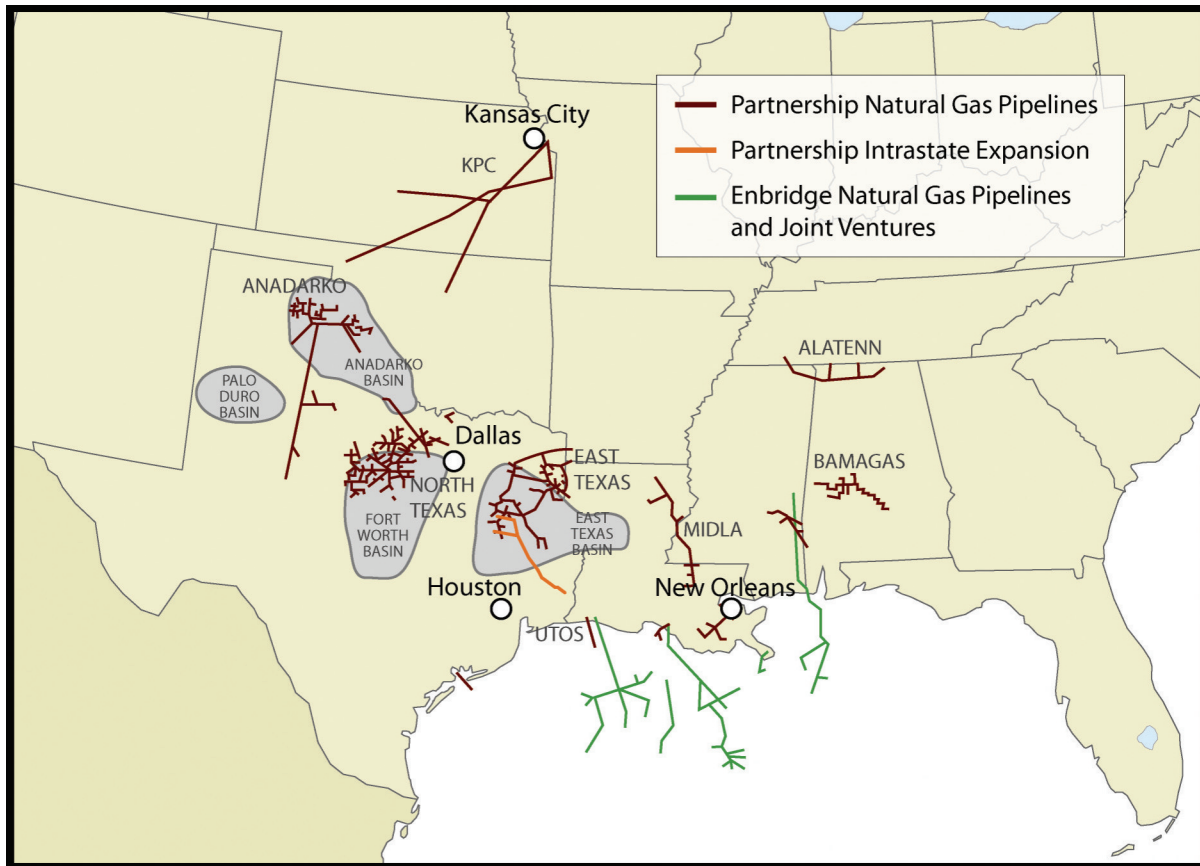 Kansas City
KPC
Partnership Natural Gas Pipelines
Partnership Intrastate Expansion
Enbridge Natural Gas Pipelines
and Joint Ventures
ANADARKO
ANADARKO
BASIN
PALO
DURO
BASIN
ALATENN
Dallas
NORTH
TEXAS
FORT
WORTH
BASIN
EAST
TEXAS
EAST
TEXAS
BASIN
BAMAGAS
MIDLA
Houston
New Orleans
UTOS